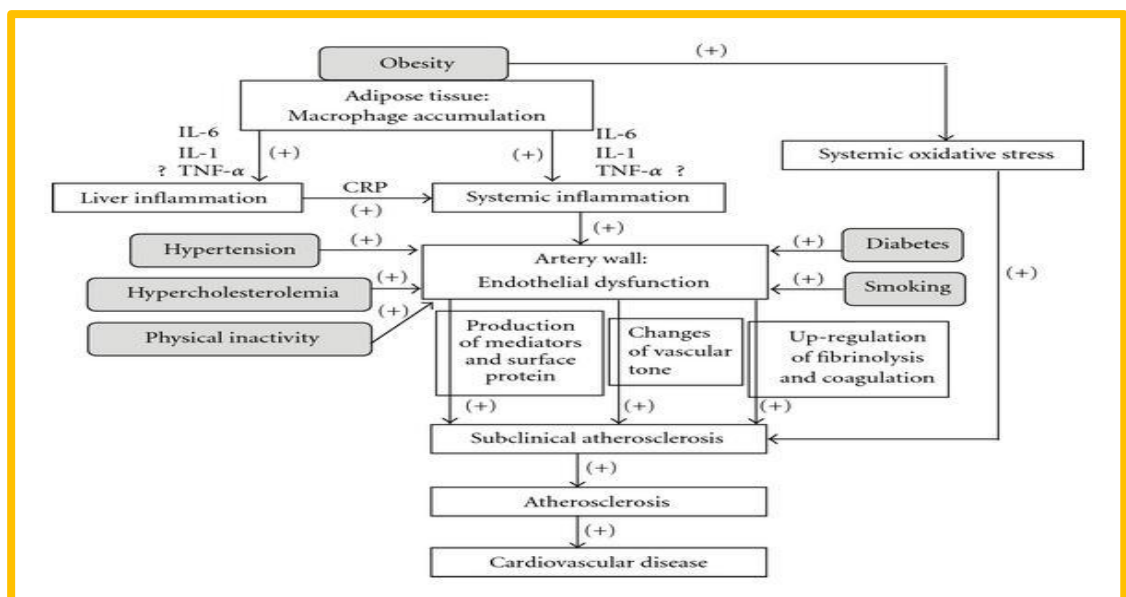 Obesity
(+)
Adipose tissue:
Macrophage accumulation
IL-6
IL-1
? TNF-α
(+)
(+)
IL-6
IL-1
TNF-α ?
Systemic oxidative stress
Liver inflammation
CRP
(+)
Systemic inflammation
(+)
Hypertension
(+)
Artery wall:
Endothelial dysfunction
(+)
Diabetes
(+)
Hypercholesterolemia
(+)
(+)
Smoking
Physical inactivity
(+)
Production
of mediators
and surface
protein
Changes
of vascular
tone
Up-regulation
of fibrinolysis
and coagulation
(+)
(+)
(+)
Subclinical atherosclerosis
(+)
Atherosclerosis
(+)
Cardiovascular disease